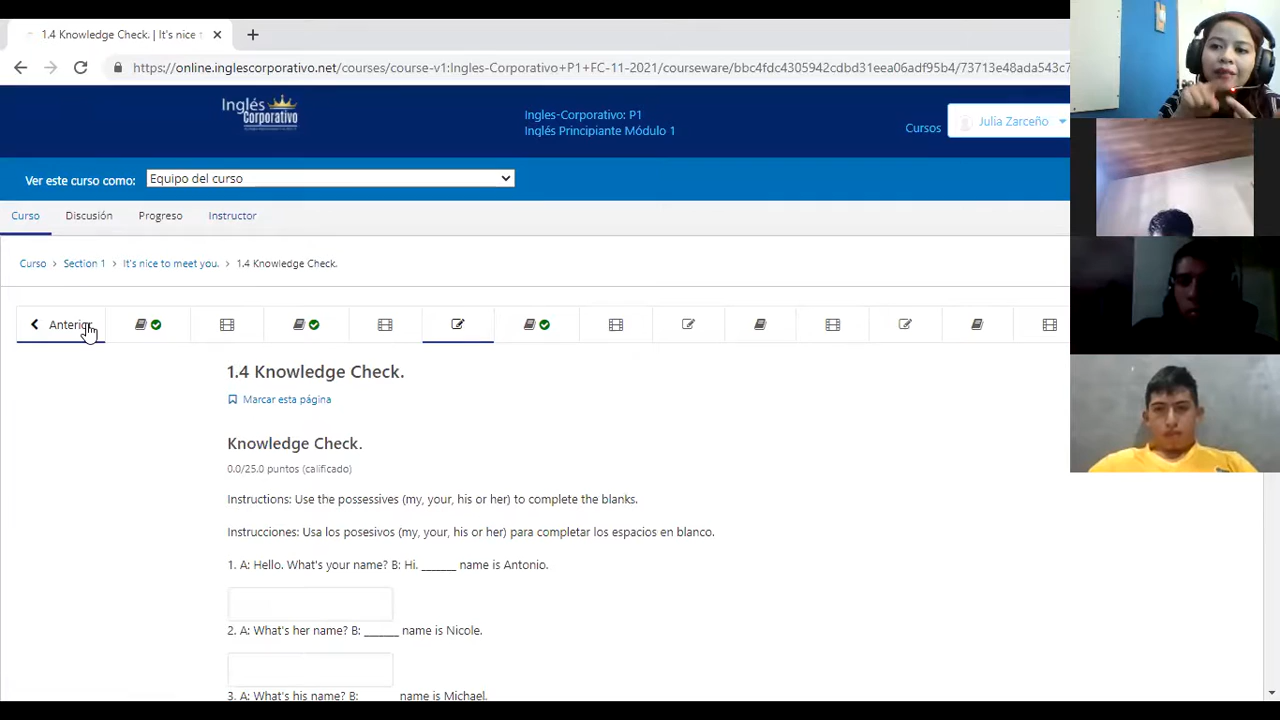 1.4 Knowledge Check. | It's nice t
https://online.inglescorporativo.net/courses/course-v1:Ingles-Corporativo+P1+FC-11-2021/courseware/bbc4fdc4305942cdbd31eea06adf95b4/73713e48ada543c7
Inglés
Corporativo
Ingles-Corporativo: P1
Inglés Principiante Módulo 1
Cursos
Julia Zarceño
Ver este curso como:
Equipo del curso
Curso
Discusión
Progreso
Instructor
Curso > Section 1 > It's nice to meet you. > 1.4 Knowledge Check.
Anterior
1.4 Knowledge Check.
Marcar esta página
Knowledge Check.
0.0/25.0 puntos (calificado)
Instructions: Use the possessives (my, your, his or her) to complete the blanks.
Instrucciones: Usa los posesivos (my, your, his or her) para completar los espacios en blanco.
1. A: Hello. What's your name? B: Hi. ______ name is Antonio.
2. A: What's her name? B: ______ name is Nicole.
3. A: What's his name? B: ______ name is Michael.